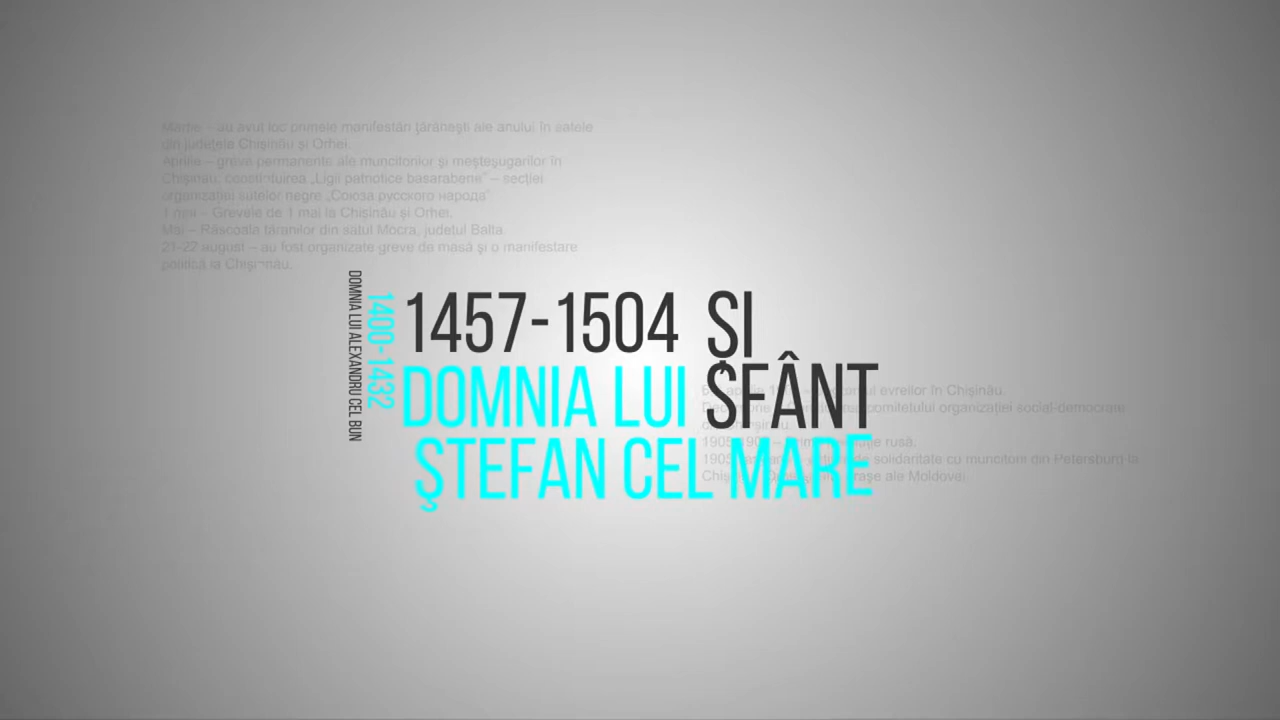 Martie – au avut loc primele manifestări ţărăneşti ale anului în satele
din judeţele Chişinău şi Orhei.
Aprilie – greve permanente ale muncitorilor şi meşteşugarilor în
Chişinău; constituirea „Ligii patriotice basarabene” – secţiei
organizaţiei sutelor negre „Союза русского народа”
1 mai – Grevele de 1 mai la Chişinău şi Orhei.
Mai – Răscoala ţăranilor din satul Mocra, judeţul Balta.
21-22 august – au fost organizate greve de masă şi o manifestare
politică la Chişinău.
DOMNIA LUI ALEXANDRU CEL BUN
1400-1432
1457-1504 ŞI
DOMNIA LUI SFÂNT
ŞTEFAN CEL MARE
aprilie evreilor în Chişinău.
comitetului organizaţiei social-democrate
din Chişinău.
rusă.
1905 de solidaritate cu muncitorii din Petersburg la
ale Moldovei